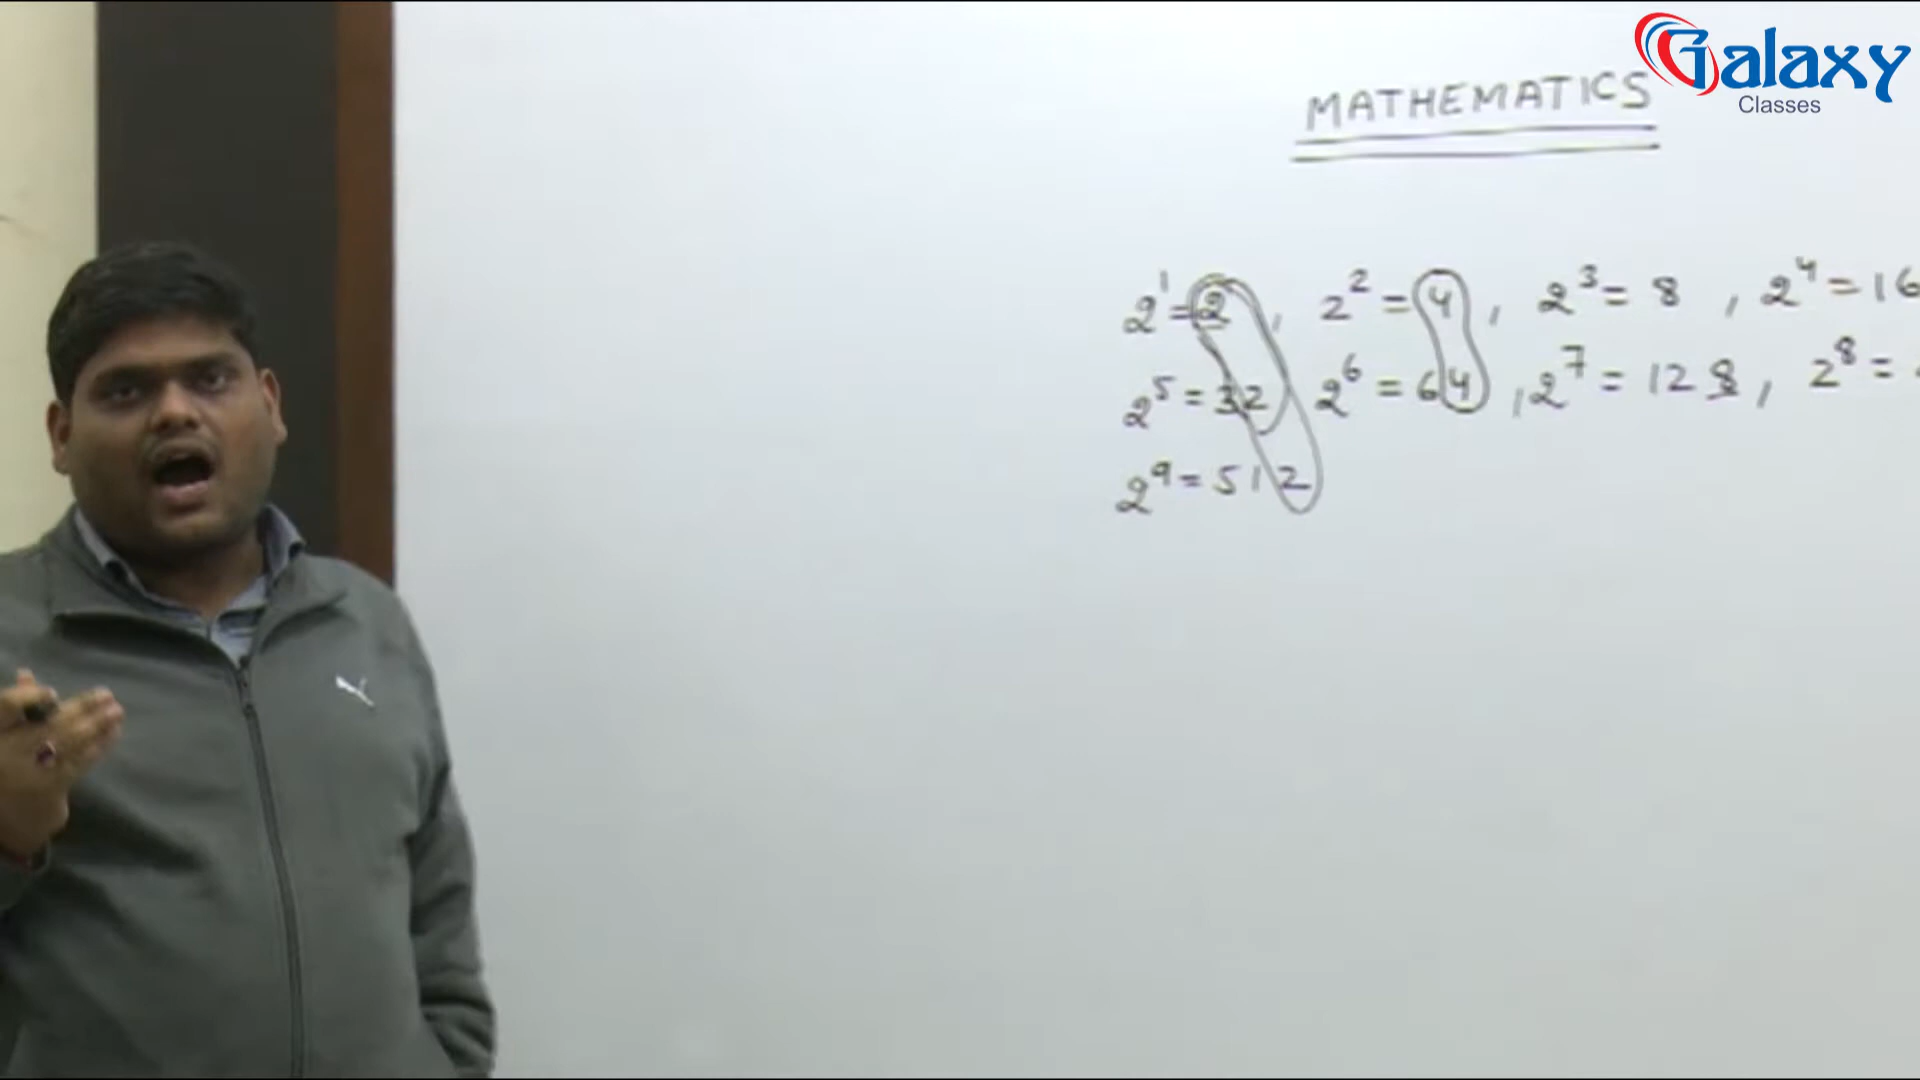 Galaxy
Classes
MATHEMATICS
2¹=2, 2²=4, 2³=8, 2⁴=16
2⁵=32 2⁶=64, 2⁷=128, 2⁸=
2⁹=512